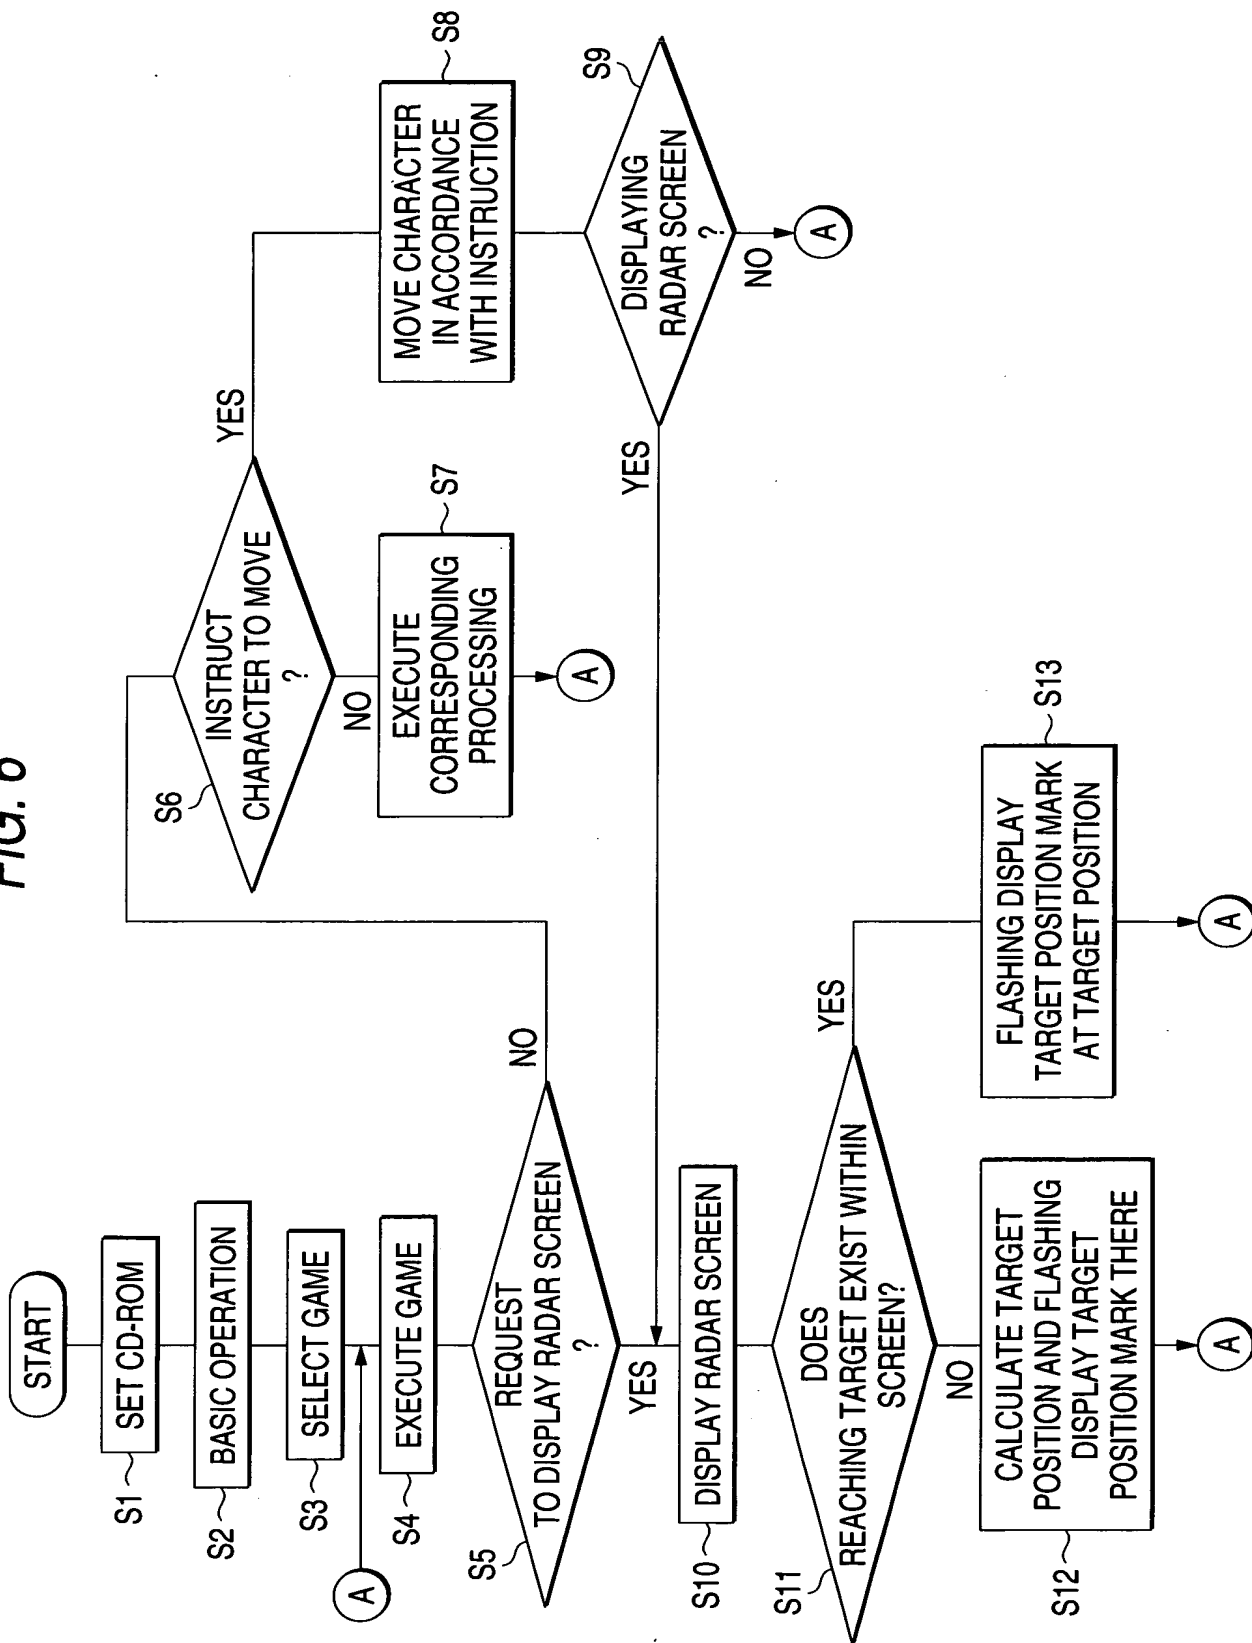 FIG. 6
START
SET CD-ROM
S1
BASIC OPERATION
S2
SELECT GAME
S3
A
EXECUTE GAME
S4
REQUEST
TO DISPLAY RADAR SCREEN
?
S5
NO
YES
INSTRUCT
CHARACTER TO MOVE
?
S6
YES
NO
EXECUTE
CORRESPONDING
PROCESSING
S7
A
MOVE CHARACTER
IN ACCORDANCE
WITH INSTRUCTION
S8
DISPLAYING
RADAR SCREEN
?
S9
YES
NO
A
DISPLAY RADAR SCREEN
S10
DOES
REACHING TARGET EXIST WITHIN
SCREEN?
S11
YES
NO
CALCULATE TARGET
POSITION AND FLASHING
DISPLAY TARGET
POSITION MARK THERE
S12
A
FLASHING DISPLAY
TARGET POSITION MARK
AT TARGET POSITION
S13
A